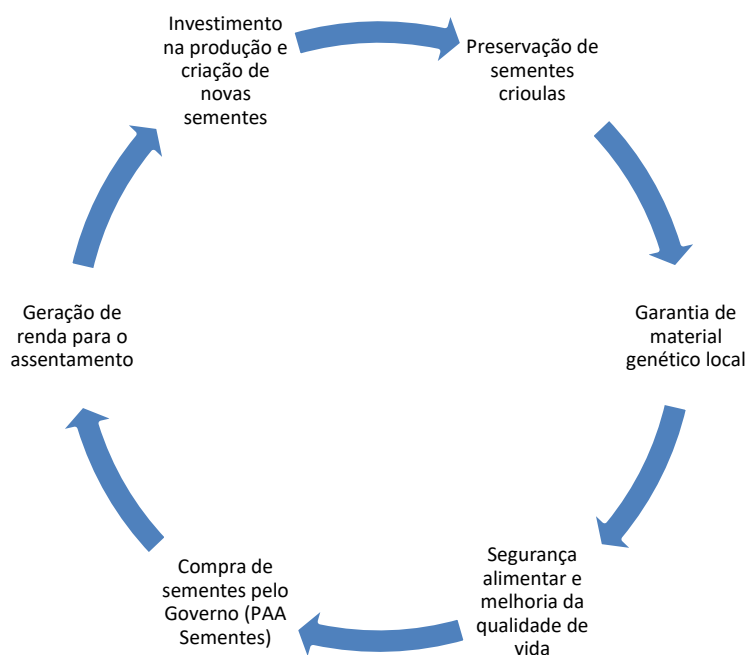 Investimento
na produção e
criação de
novas
sementes
Preservação de
sementes
crioulas
Garantia de
material
genético local
Segurança
alimentar e
melhoria da
qualidade de
vida
Compra de
sementes pelo
Governo (PAA
Sementes)
Geração de
renda para o
assentamento